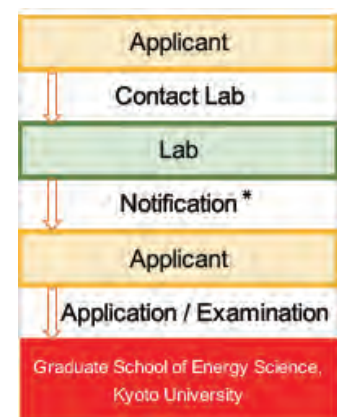 Applicant
Contact Lab
Lab
Notification *
Applicant
Application / Examination
Graduate School of Energy Science,
Kyoto University